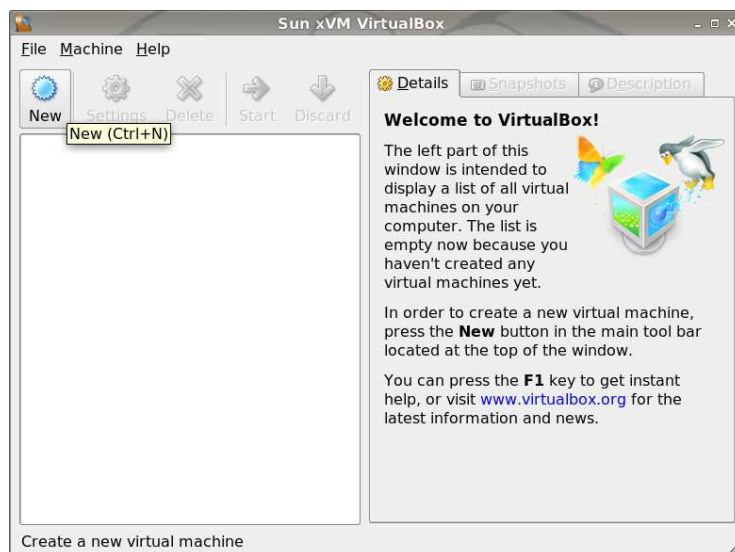 Sun xVM VirtualBox
File Machine Help
New Settings Delete Start Discard
New (Ctrl+N)
Details Snapshots Description
Welcome to VirtualBox!
The left part of this
window is intended to
display a list of all virtual
machines on your
computer. The list is
empty now because you
haven't created any
virtual machines yet.
In order to create a new virtual machine,
press the New button in the main tool bar
located at the top of the window.
You can press the F1 key to get instant
help, or visit www.virtualbox.org for the
latest information and news.
Create a new virtual machine